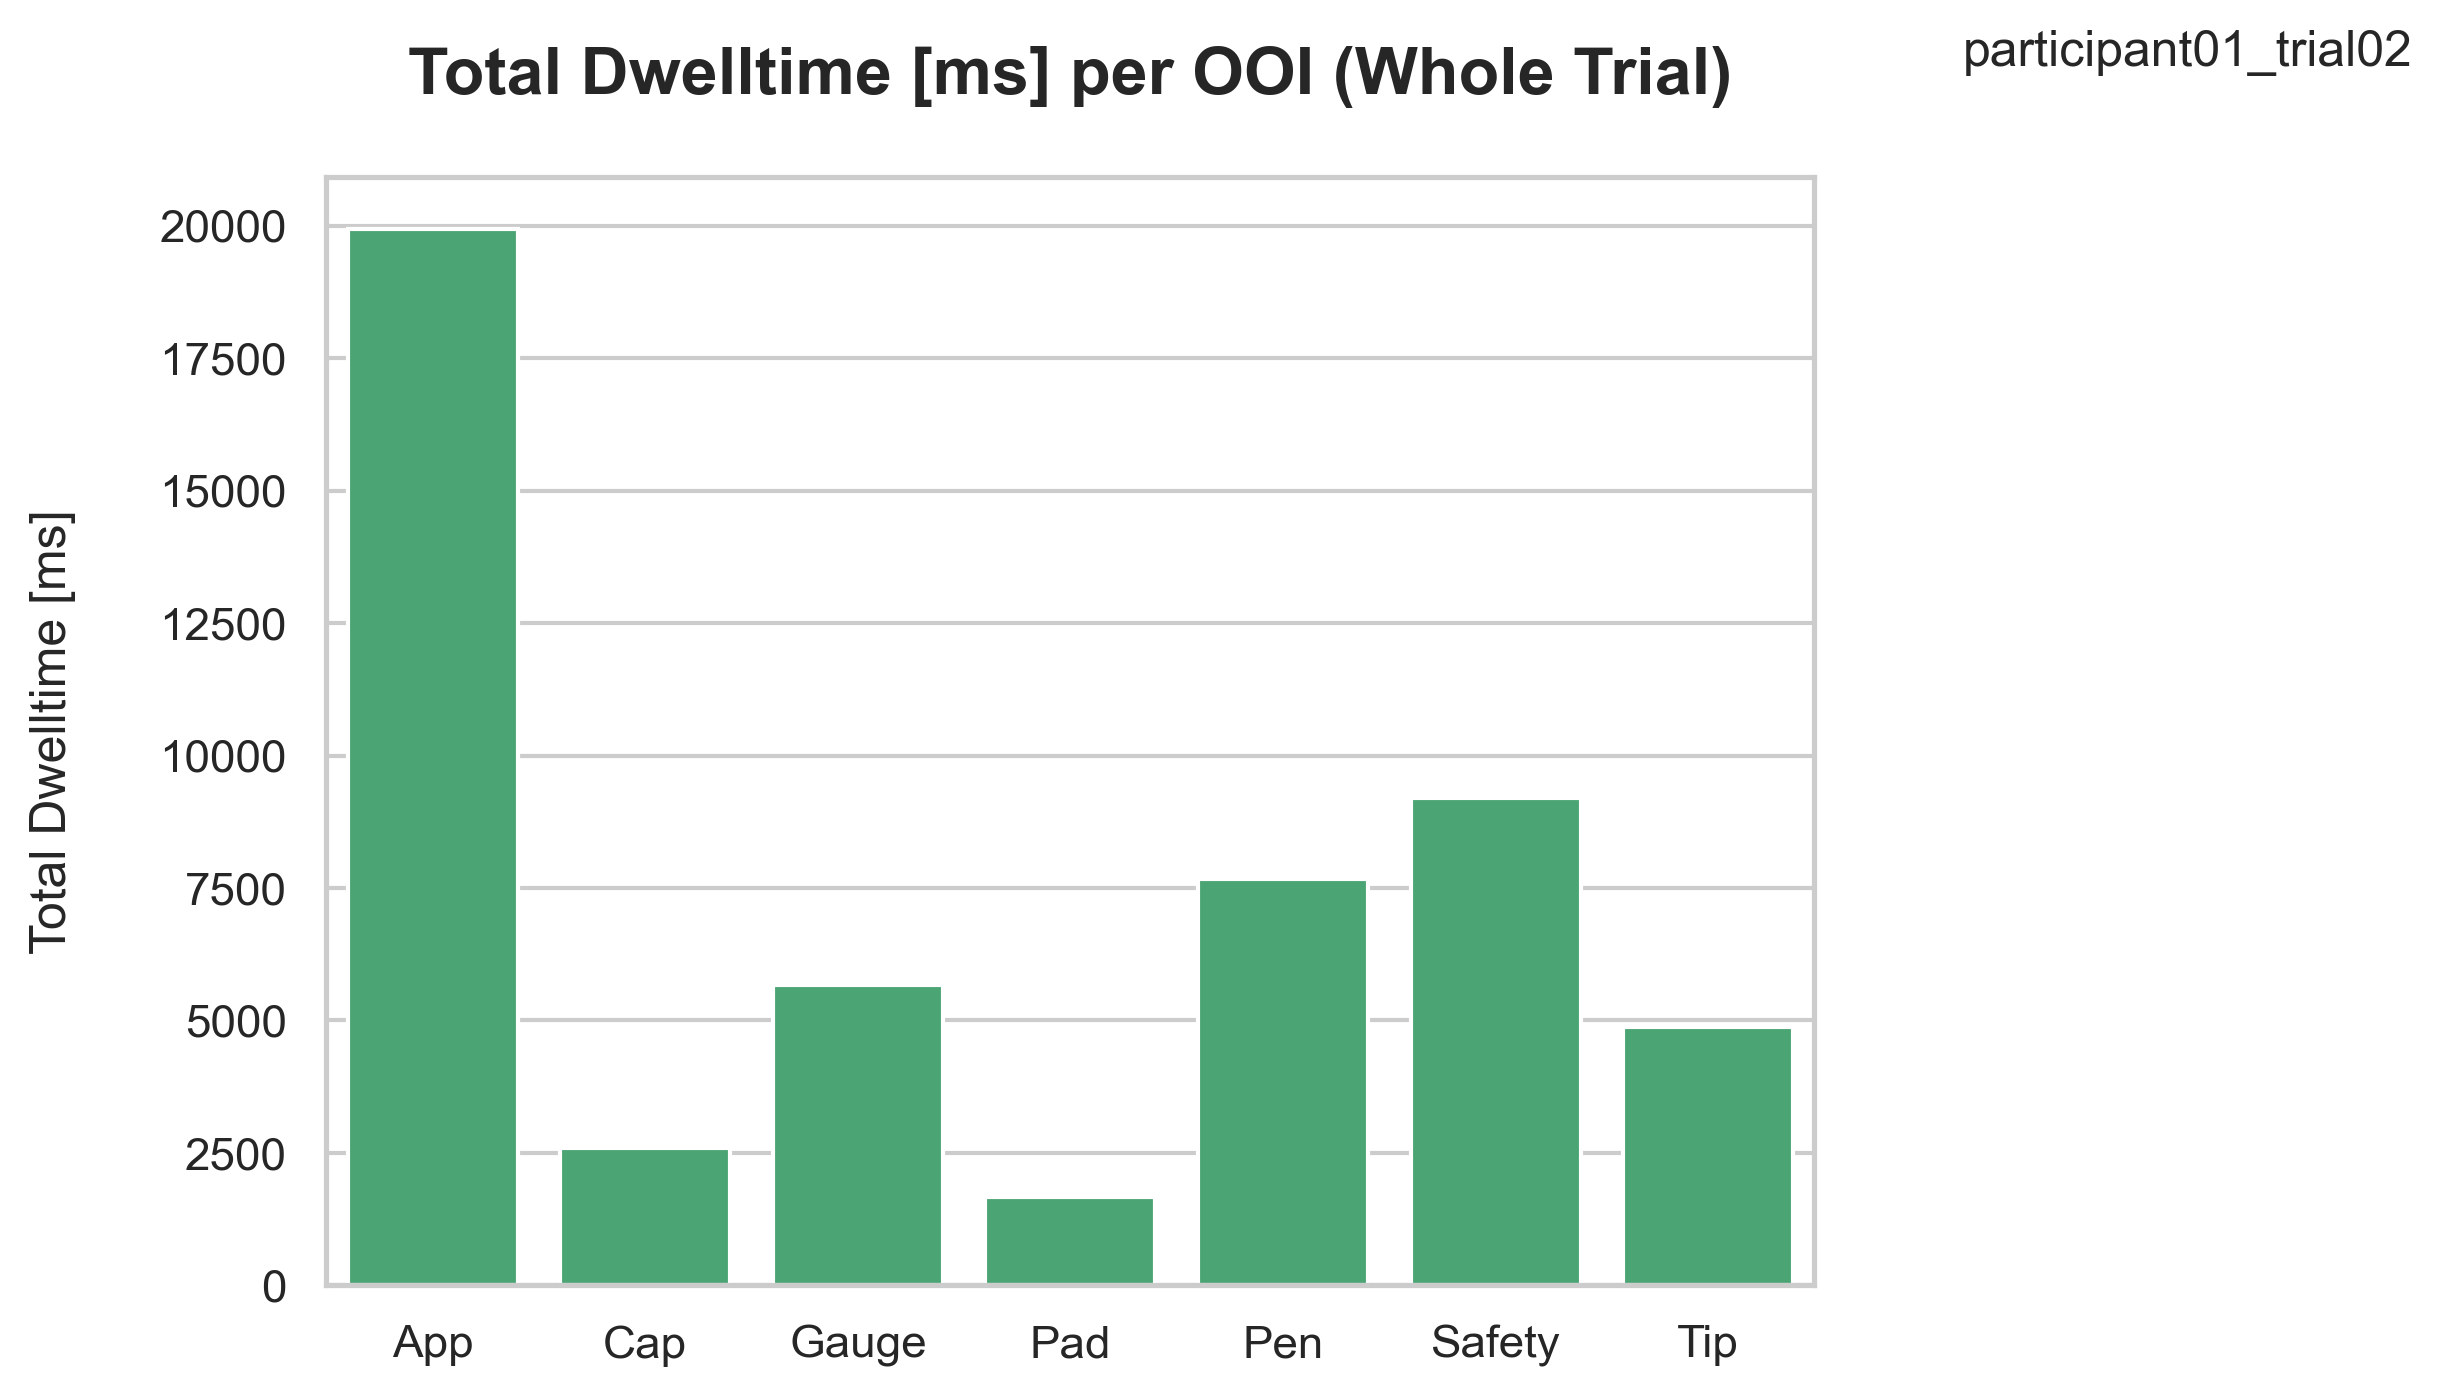 Total Dwelltime [ms] per OOI (Whole Trial)
participant01_trial02
Total Dwelltime [ms]
20000
17500
15000
12500
10000
7500
5000
2500
0
App Cap Gauge Pad Pen Safety Tip